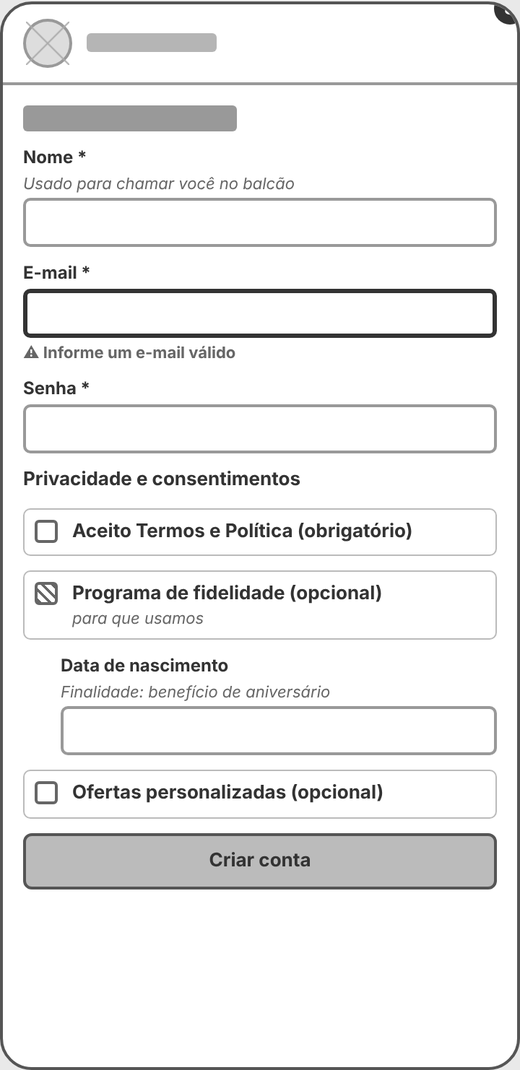 Nome *
Usado para chamar você no balcão
E-mail *
⚠ Informe um e-mail válido
Senha *
Privacidade e consentimentos
Aceito Termos e Política (obrigatório)
Programa de fidelidade (opcional)
para que usamos
Data de nascimento
Finalidade: benefício de aniversário
Ofertas personalizadas (opcional)
Criar conta